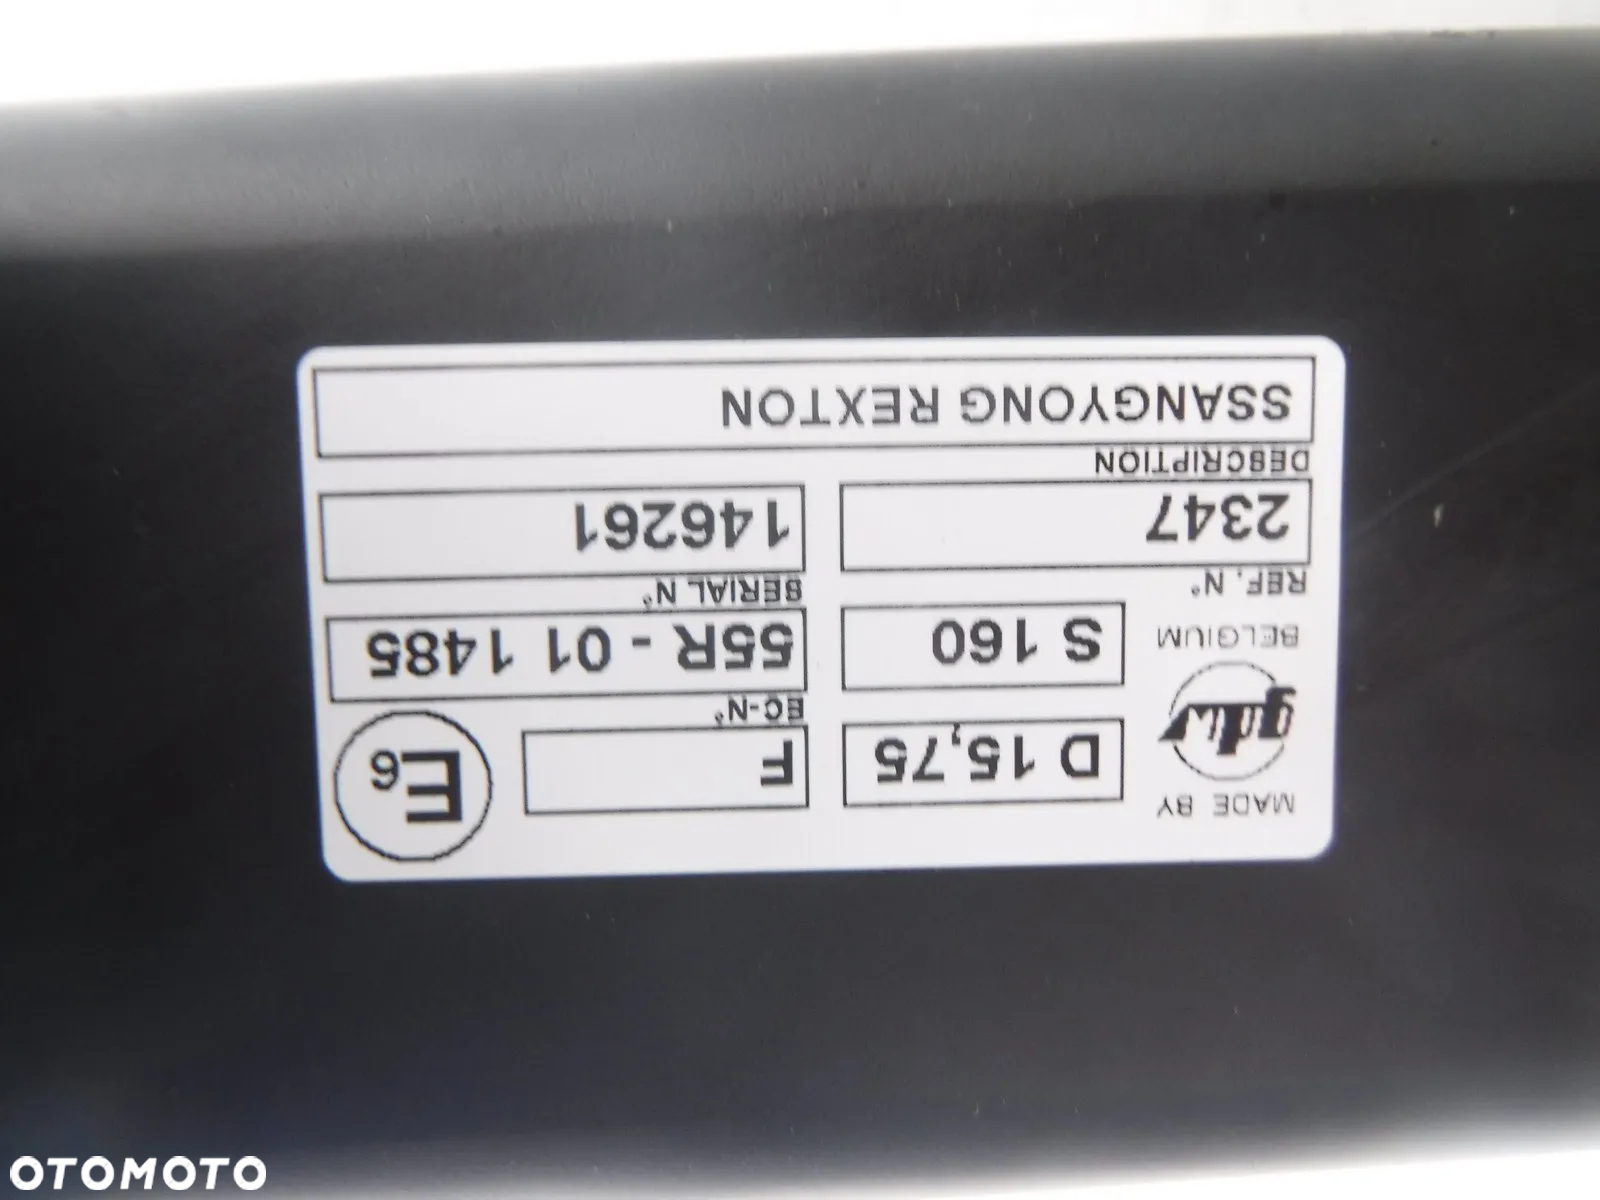 MADE BY
gdw
BELGIUM
D 15,75
S 160
F
E6
EC-N°
55R - 01 1485
REF. N°
2347
SERIAL N°
146261
DESCRIPTION
SSANGYONG REXTON
OTOMOTO